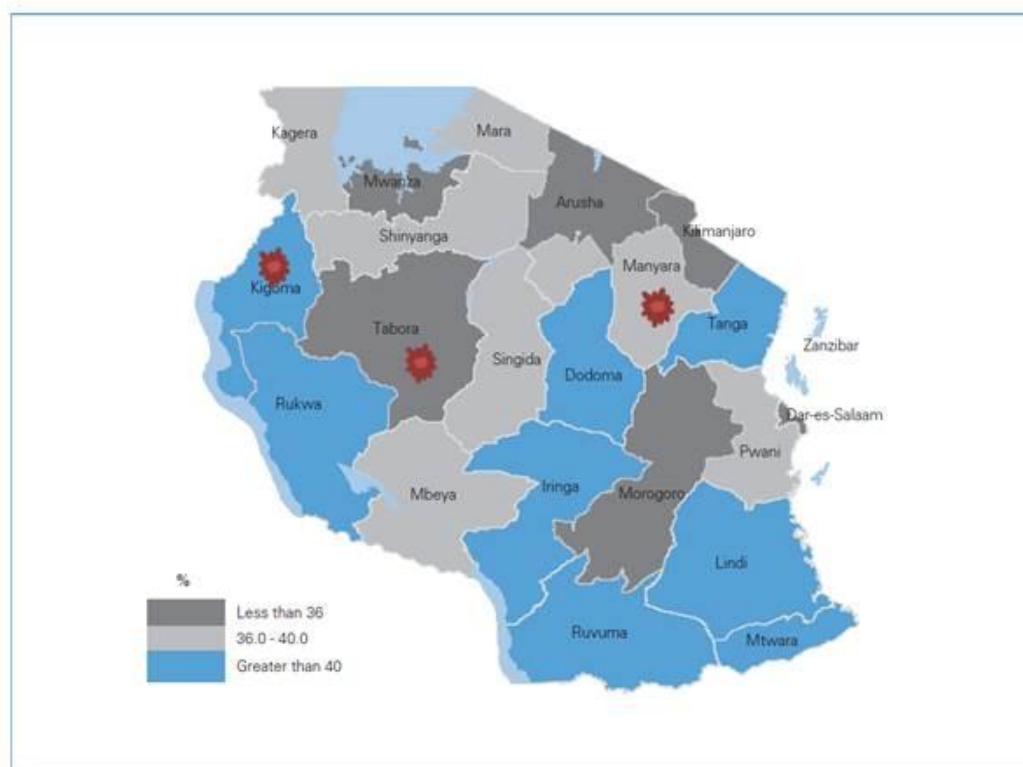 Kagera
Mara
Mwanza
Arusha
Shinyanga
Kilimanjaro
Manyara
Kigoma
Tabora
Tanga
Zanzibar
Singida
Dodoma
Rukwa
Dar-es-Salaam
Pwani
Mbeya
Iringa
Morogoro
Lindi
Ruvuma
Mtwara
%
Less than 36
36.0 - 40.0
Greater than 40